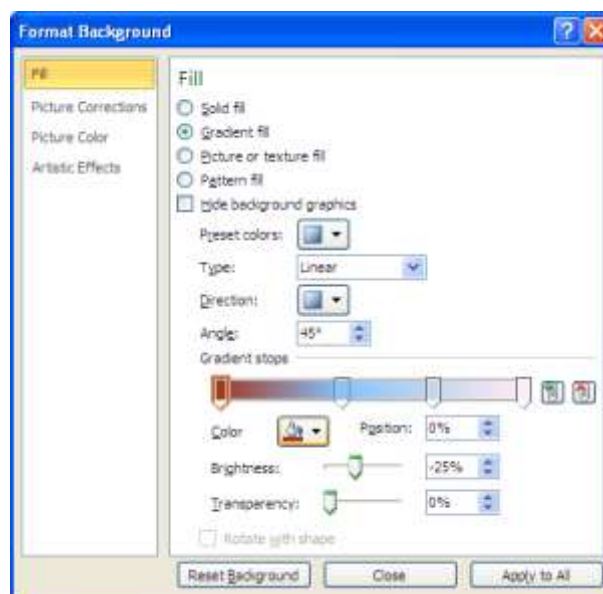 Format Background
Fill
Picture Corrections
Picture Color
Artistic Effects
Fill
Solid fill
Gradient fill
Picture or texture fill
Pattern fill
Hide background graphics
Preset colors:
Type: Linear
Direction:
Angle: 45°
Gradient stops
Color Position: 0%
Brightness: -25%
Transparency: 0%
Rotate with shape
Reset Background Close Apply to All